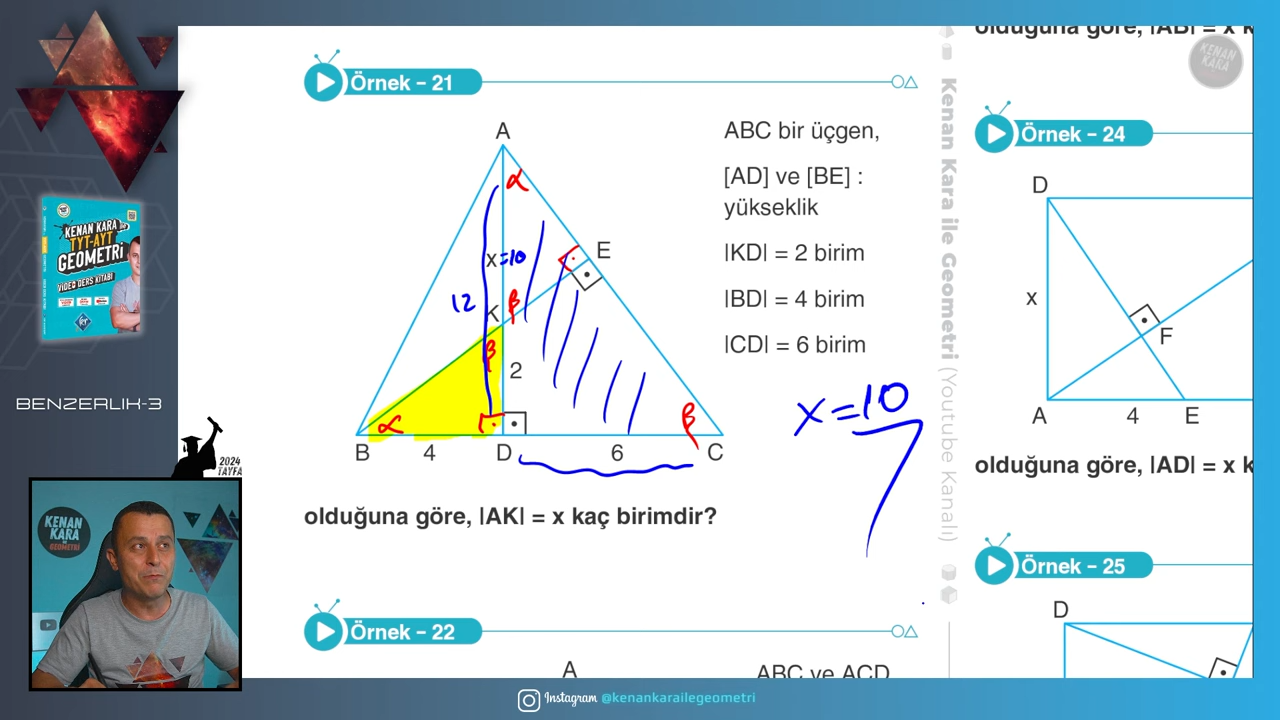 Örnek – 21
A
α
x=10
E
12
K
β
β
2
α
β
B
4
D
6
C
ABC bir üçgen,
[AD] ve [BE] :
yükseklik
|KD| = 2 birim
|BD| = 4 birim
|CD| = 6 birim
x=10
olduğuna göre, |AK| = x kaç birimdir?
Örnek – 22
A
ABC ve ACD
Kenan Kara ile Geometri (Youtube Kanalı)
olduğuna göre, |AB| = x k
KENAN
KARA
Örnek – 24
D
x
F
A
4
E
olduğuna göre, |AD| = x k
Örnek – 25
D
KENAN KARA
TYT-AYT
GEOMETRİ
VİDEO DERS KİTABI
BENZERLIK-3
2024
TAYFA
KENAN
KARA
GEOMETRİ
Instagram @kenankarailegeometri